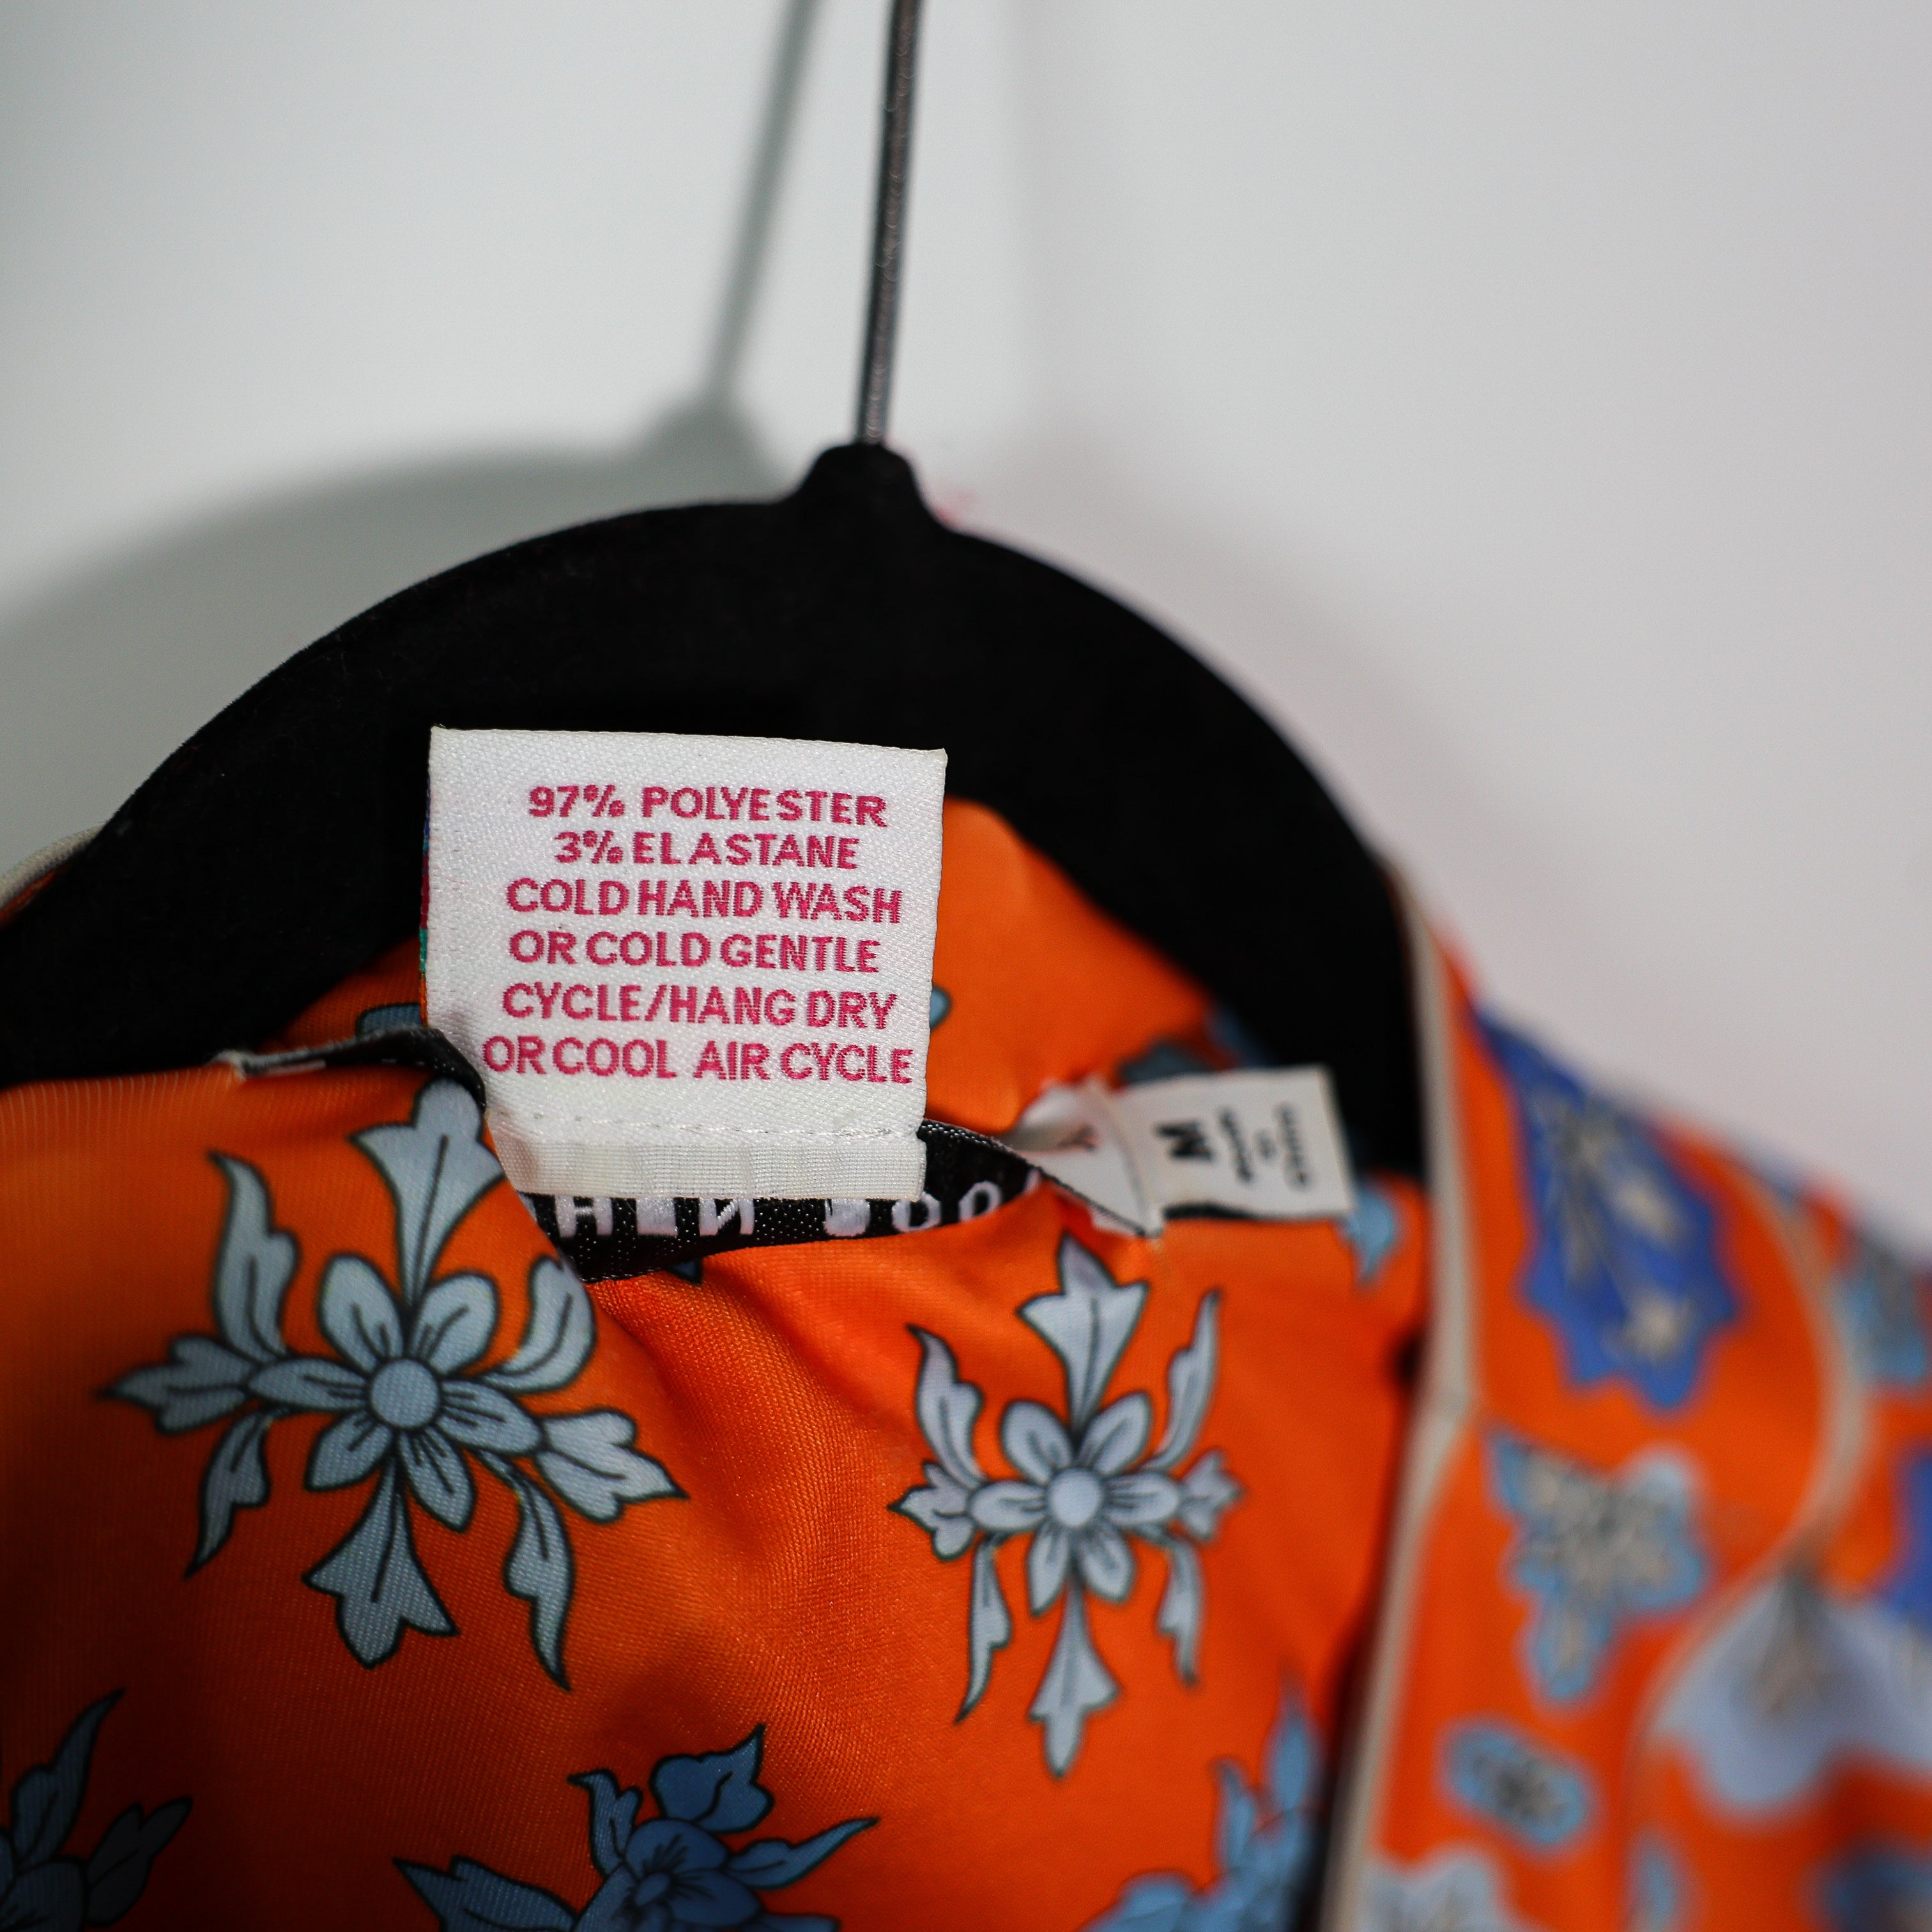 97% POLYESTER
3% ELASTANE
COLD HAND WASH
OR COLD GENTLE
CYCLE/HANG DRY
OR COOL AIR CYCLE
M